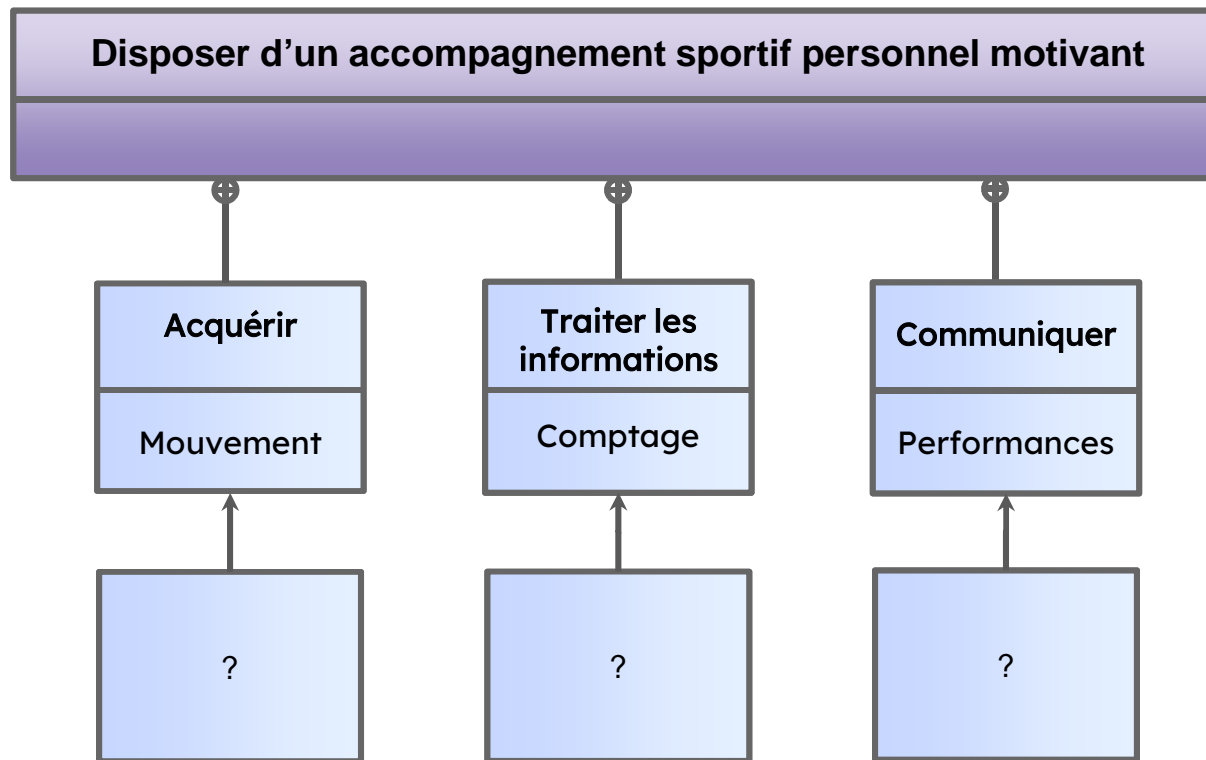 Disposer d’un accompagnement sportif personnel motivant
Acquérir
Mouvement
Traiter les
informations
Comptage
Communiquer
Performances
?
?
?